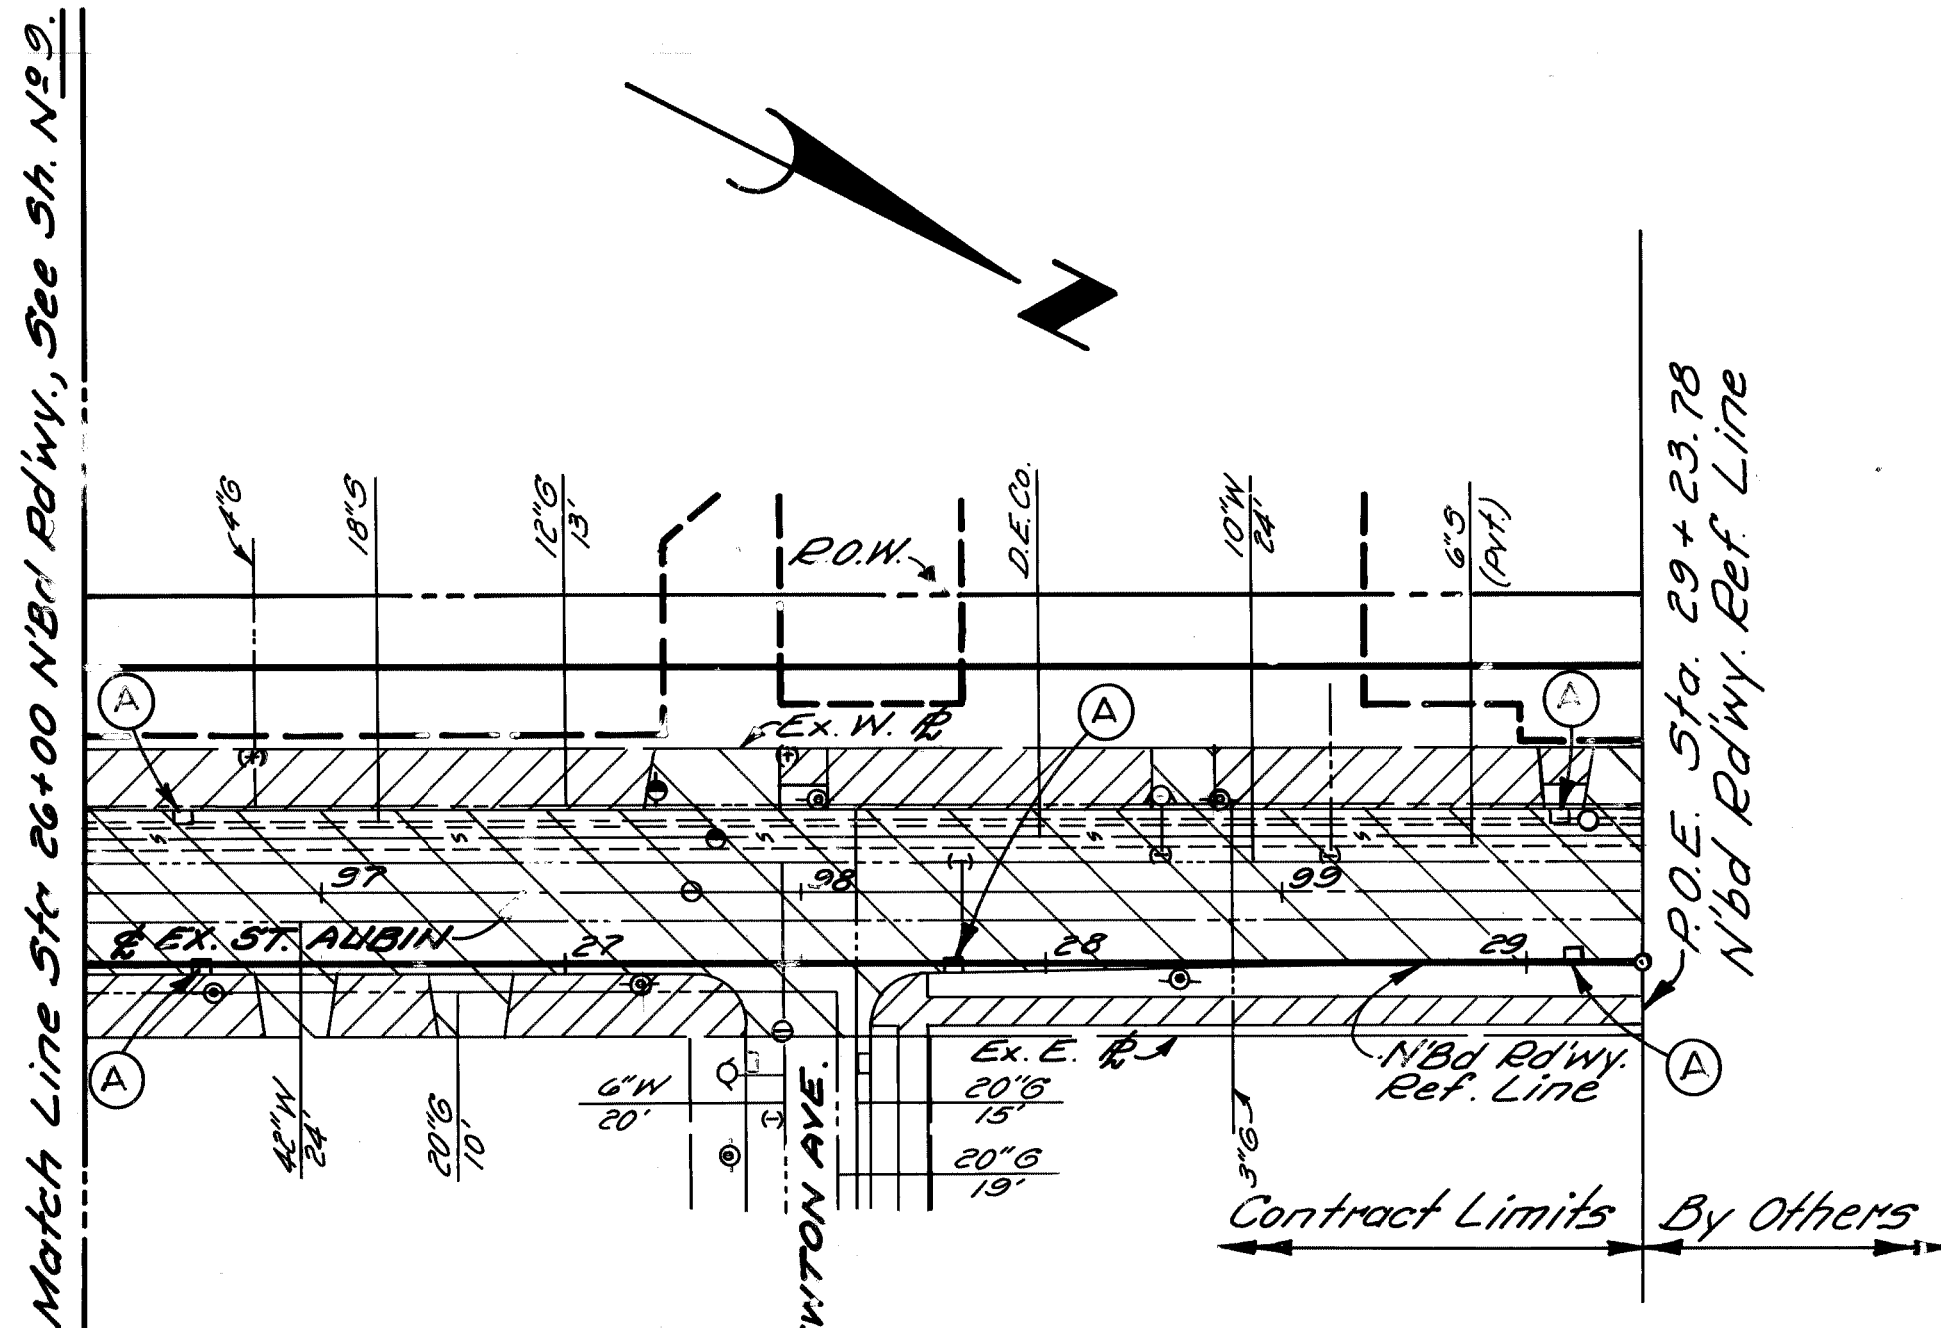 Match Line Sta 26+00 N'Bd Rd'wy., See Sh. Nº 9.
4"G
18"S
12"G
13'
R.O.W.
D.E.Co.
10"W
24'
6"S
(Pvt.)
P.O.E. Sta. 29 + 23.78
N'bd Rd'wy. Ref. Line
A
Ex. W. ⅊
A
A
S
S
S
S
S
97
98
99
℄ EX. ST. AUBIN
27
28
29
A
Ex. E. ⅊
N'Bd Rd'wy.
Ref. Line
A
42"W
24'
20"G
10'
6"W
20'
20"G
15'
20"G
19'
3"G
AVE.
Contract Limits
By Others